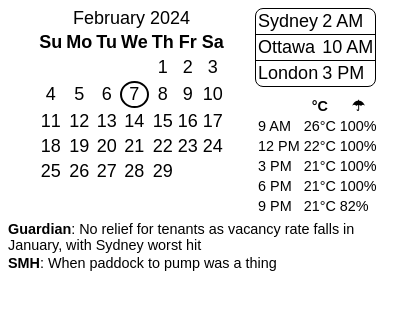 February 2024
Su Mo Tu We Th Fr Sa
1 2 3
4 5 6 7 8 9 10
11 12 13 14 15 16 17
18 19 20 21 22 23 24
25 26 27 28 29
Sydney 2 AM
Ottawa 10 AM
London 3 PM
°C ☂
9 AM 26°C 100%
12 PM 22°C 100%
3 PM 21°C 100%
6 PM 21°C 100%
9 PM 21°C 82%
Guardian: No relief for tenants as vacancy rate falls in
January, with Sydney worst hit
SMH: When paddock to pump was a thing